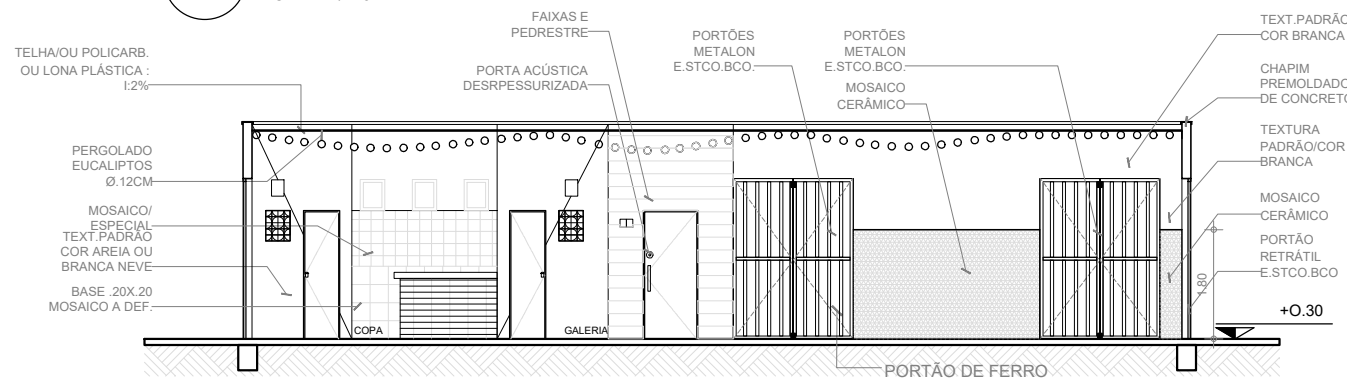 TELHA/OU POLICARB.
OU LONA PLÁSTICA :
I:2%
PERGOLADO
EUCALIPTOS
Ø.12CM
MOSAICO/
ESPECIAL
TEXT.PADRÃO
COR AREIA OU
BRANCA NEVE
BASE .20X.20
MOSAICO A DEF.
FAIXAS E
PEDRESTRE
PORTA ACÚSTICA
DESRPESSURIZADA
PORTÕES
METALON
E.STCO.BCO.
PORTÕES
METALON
E.STCO.BCO.
MOSAICO
CERÂMICO
TEXT.PADRÃO
COR BRANCA
CHAPIM
PREMOLDADO
DE CONCRETO
TEXTURA
PADRÃO/COR
BRANCA
MOSAICO
CERÂMICO
PORTÃO
RETRÁTIL
E.STCO.BCO
1.80
+O.30
COPA
GALERIA
PORTÃO DE FERRO